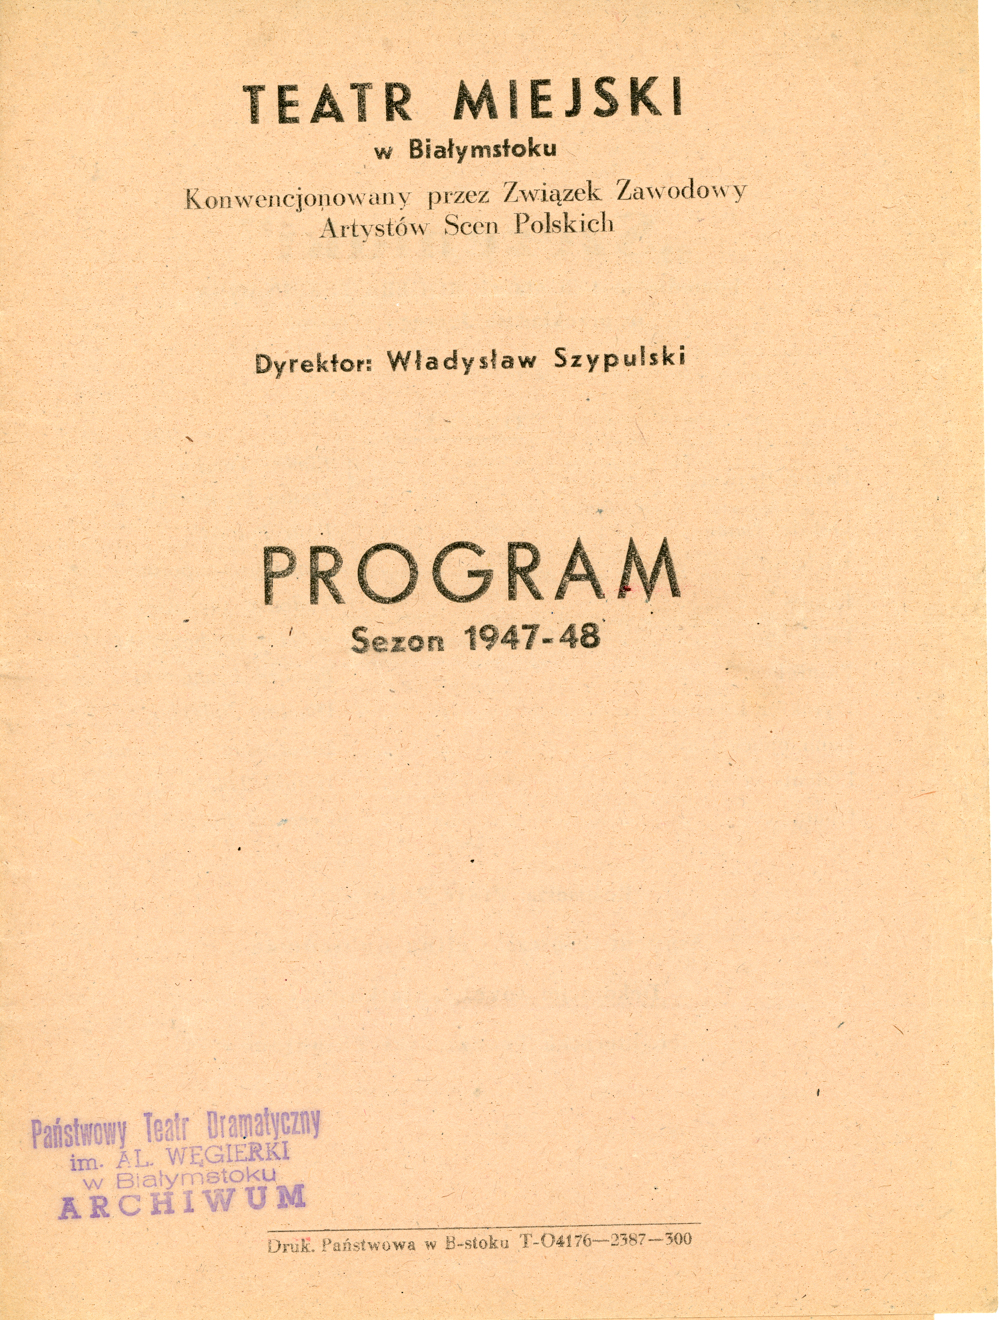 TEATR MIEJSKI
w Białymstoku
Konwencjonowany przez Związek Zawodowy
Artystów Scen Polskich
Dyrektor: Władysław Szypulski
PROGRAM
Sezon 1947-48
Państwowy Teatr Dramatyczny
im. AL. WĘGIERKI
w Białymstoku
ARCHIWUM
Druk. Państwowa w B-stoku T-O4176—2387—300